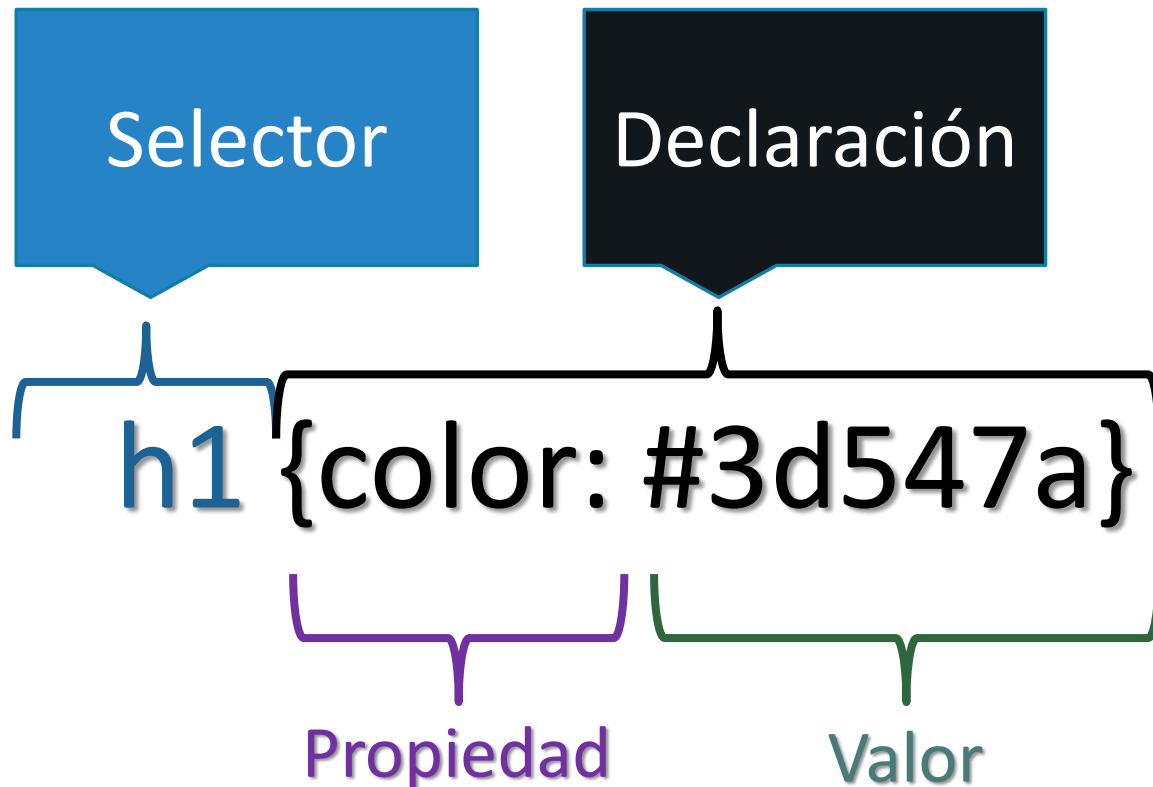 Selector
Declaración
h1 {color: #3d547a}
Propiedad
Valor